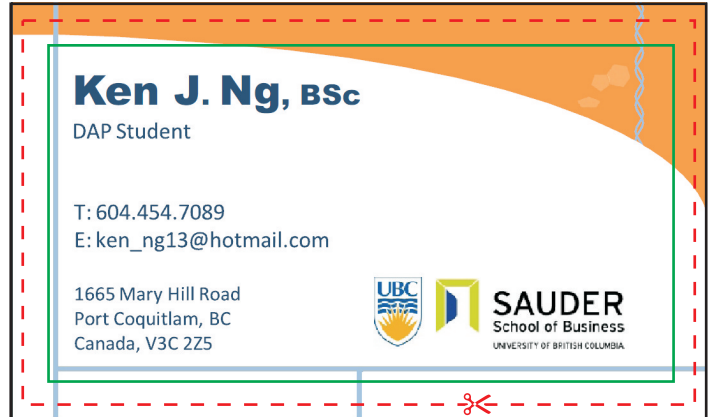 Ken J. Ng, BSc
DAP Student
T: 604.454.7089
E: ken_ng13@hotmail.com
1665 Mary Hill Road
Port Coquitlam, BC
Canada, V3C 2Z5
UBC
SAUDER
School of Business
UNIVERSITY OF BRITISH COLUMBIA